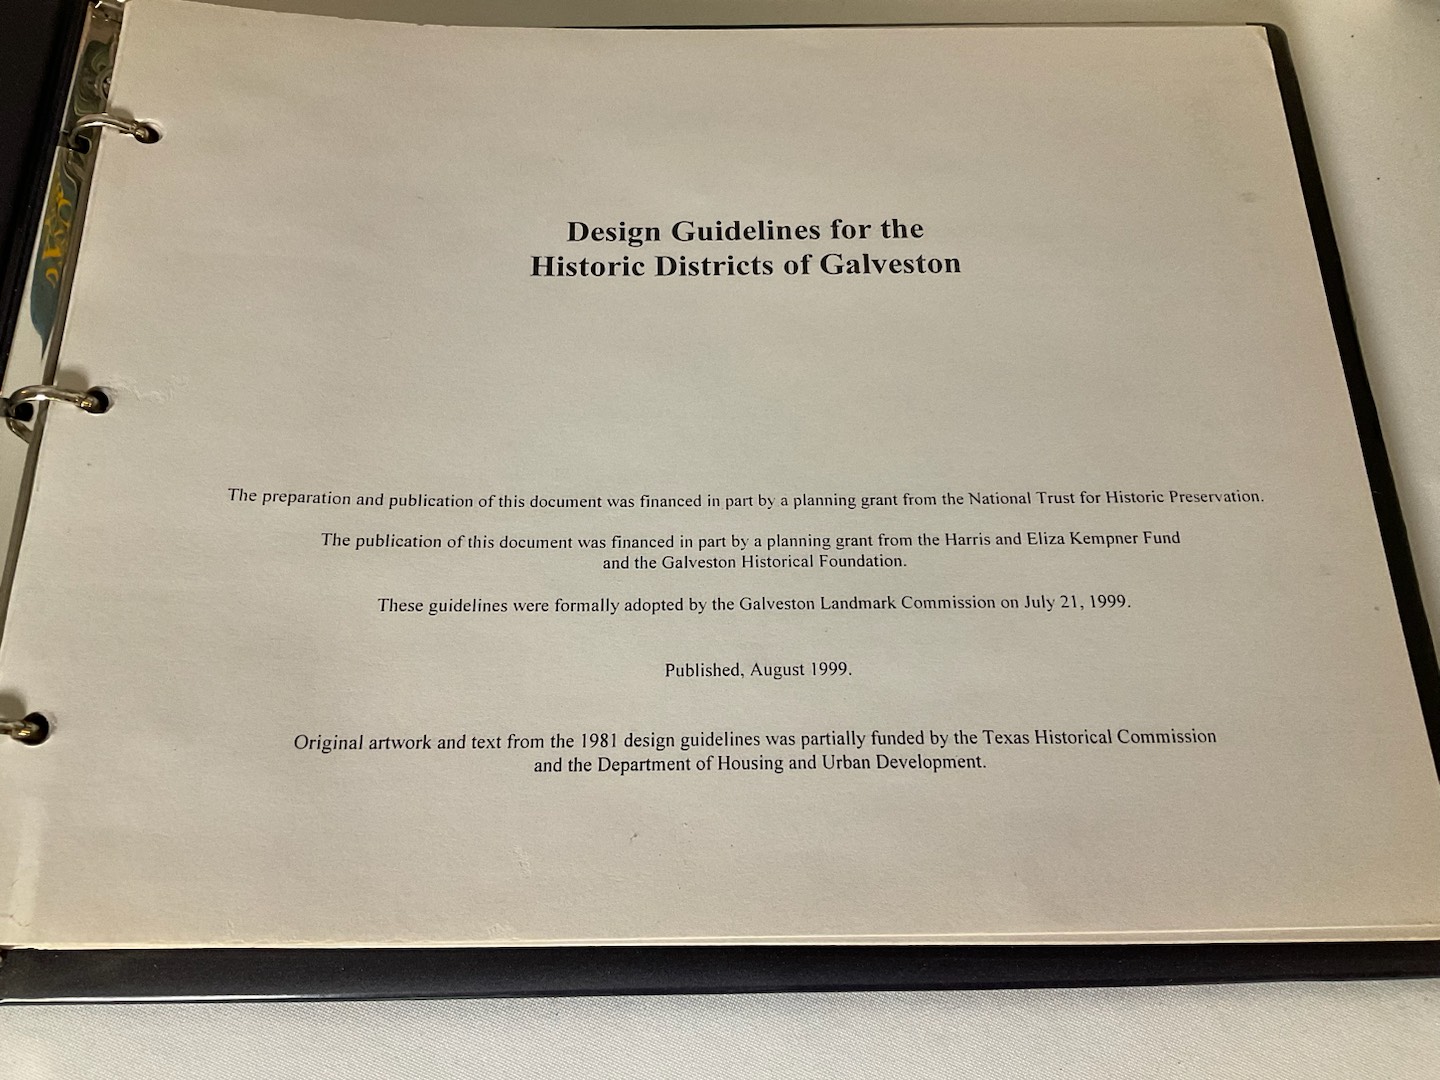 Design Guidelines for the
Historic Districts of Galveston
The preparation and publication of this document was financed in part by a planning grant from the National Trust for Historic Preservation.
The publication of this document was financed in part by a planning grant from the Harris and Eliza Kempner Fund
and the Galveston Historical Foundation.
These guidelines were formally adopted by the Galveston Landmark Commission on July 21, 1999.
Published, August 1999.
Original artwork and text from the 1981 design guidelines was partially funded by the Texas Historical Commission
and the Department of Housing and Urban Development.